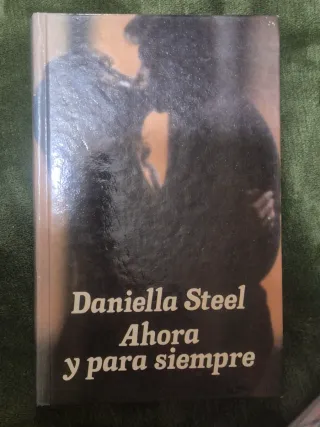 Daniella Steel
Ahora
y para siempre